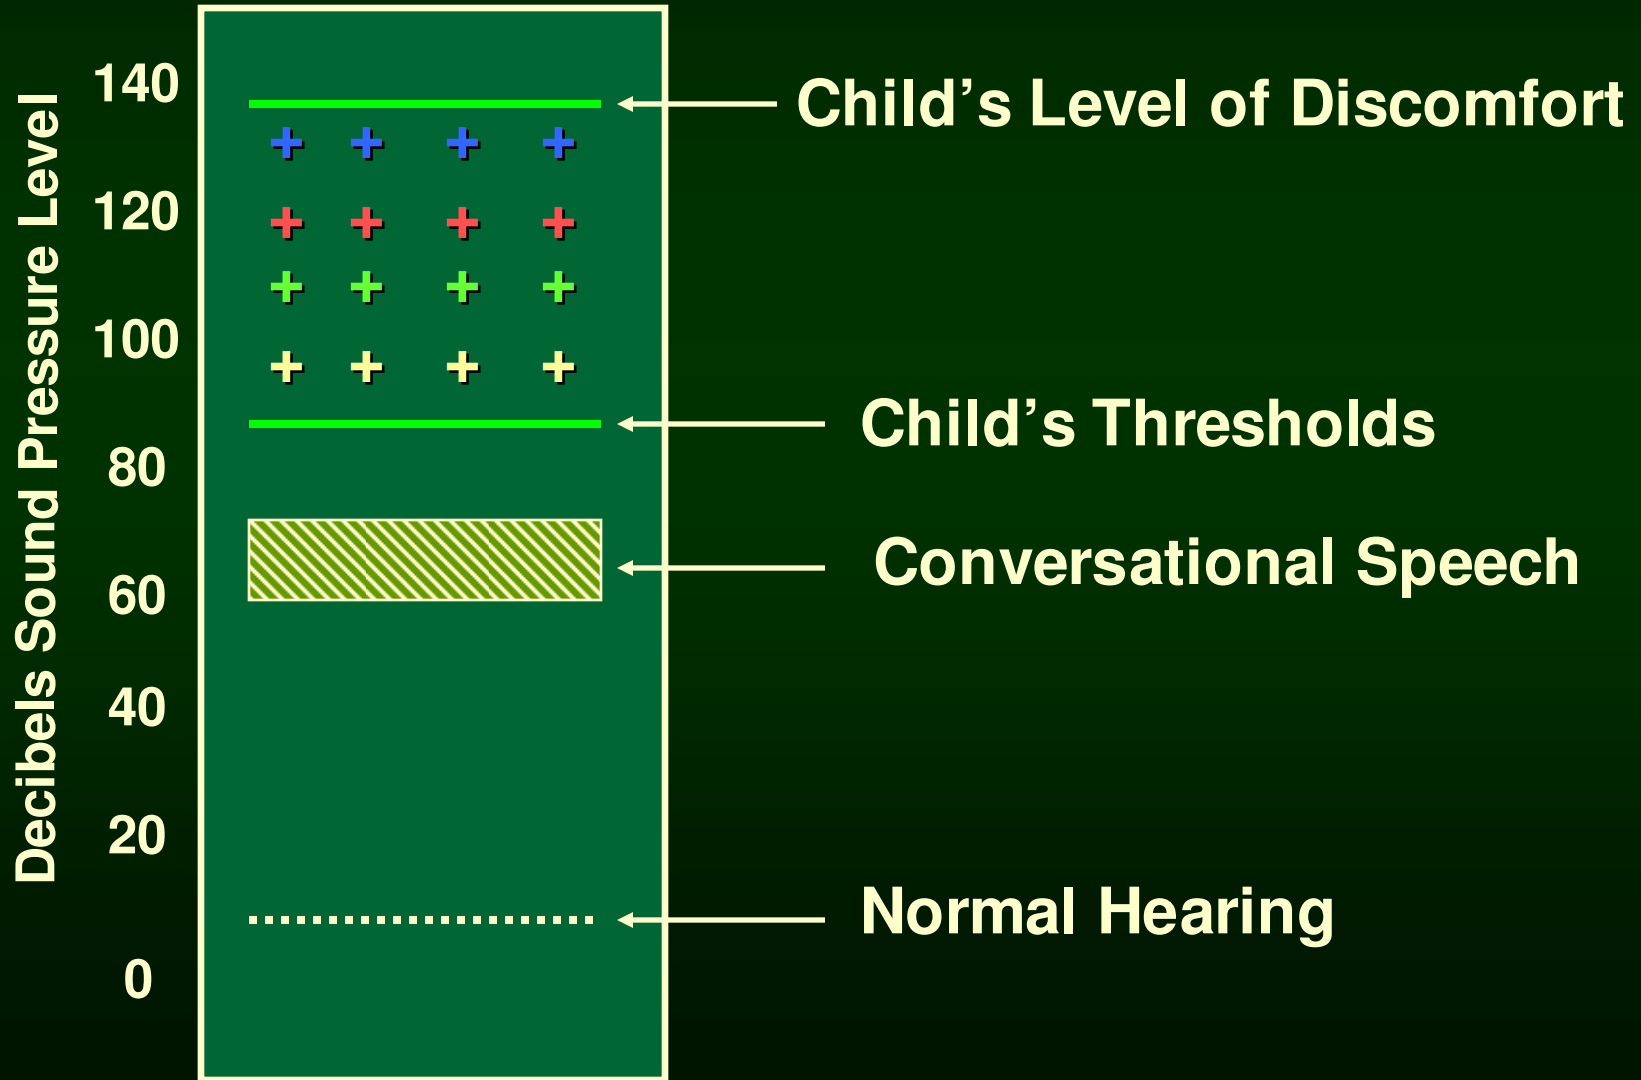 Decibels Sound Pressure Level
140
120
100
80
60
40
20
0
Child’s Level of Discomfort
Child’s Thresholds
Conversational Speech
Normal Hearing